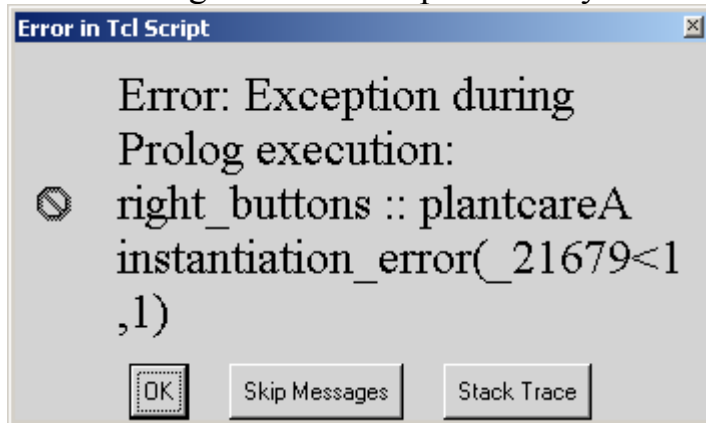 Error in Tcl Script
Error: Exception during
Prolog execution:
right_buttons :: plantcareA
instantiation_error(_21679<1
,1)
OK
Skip Messages
Stack Trace